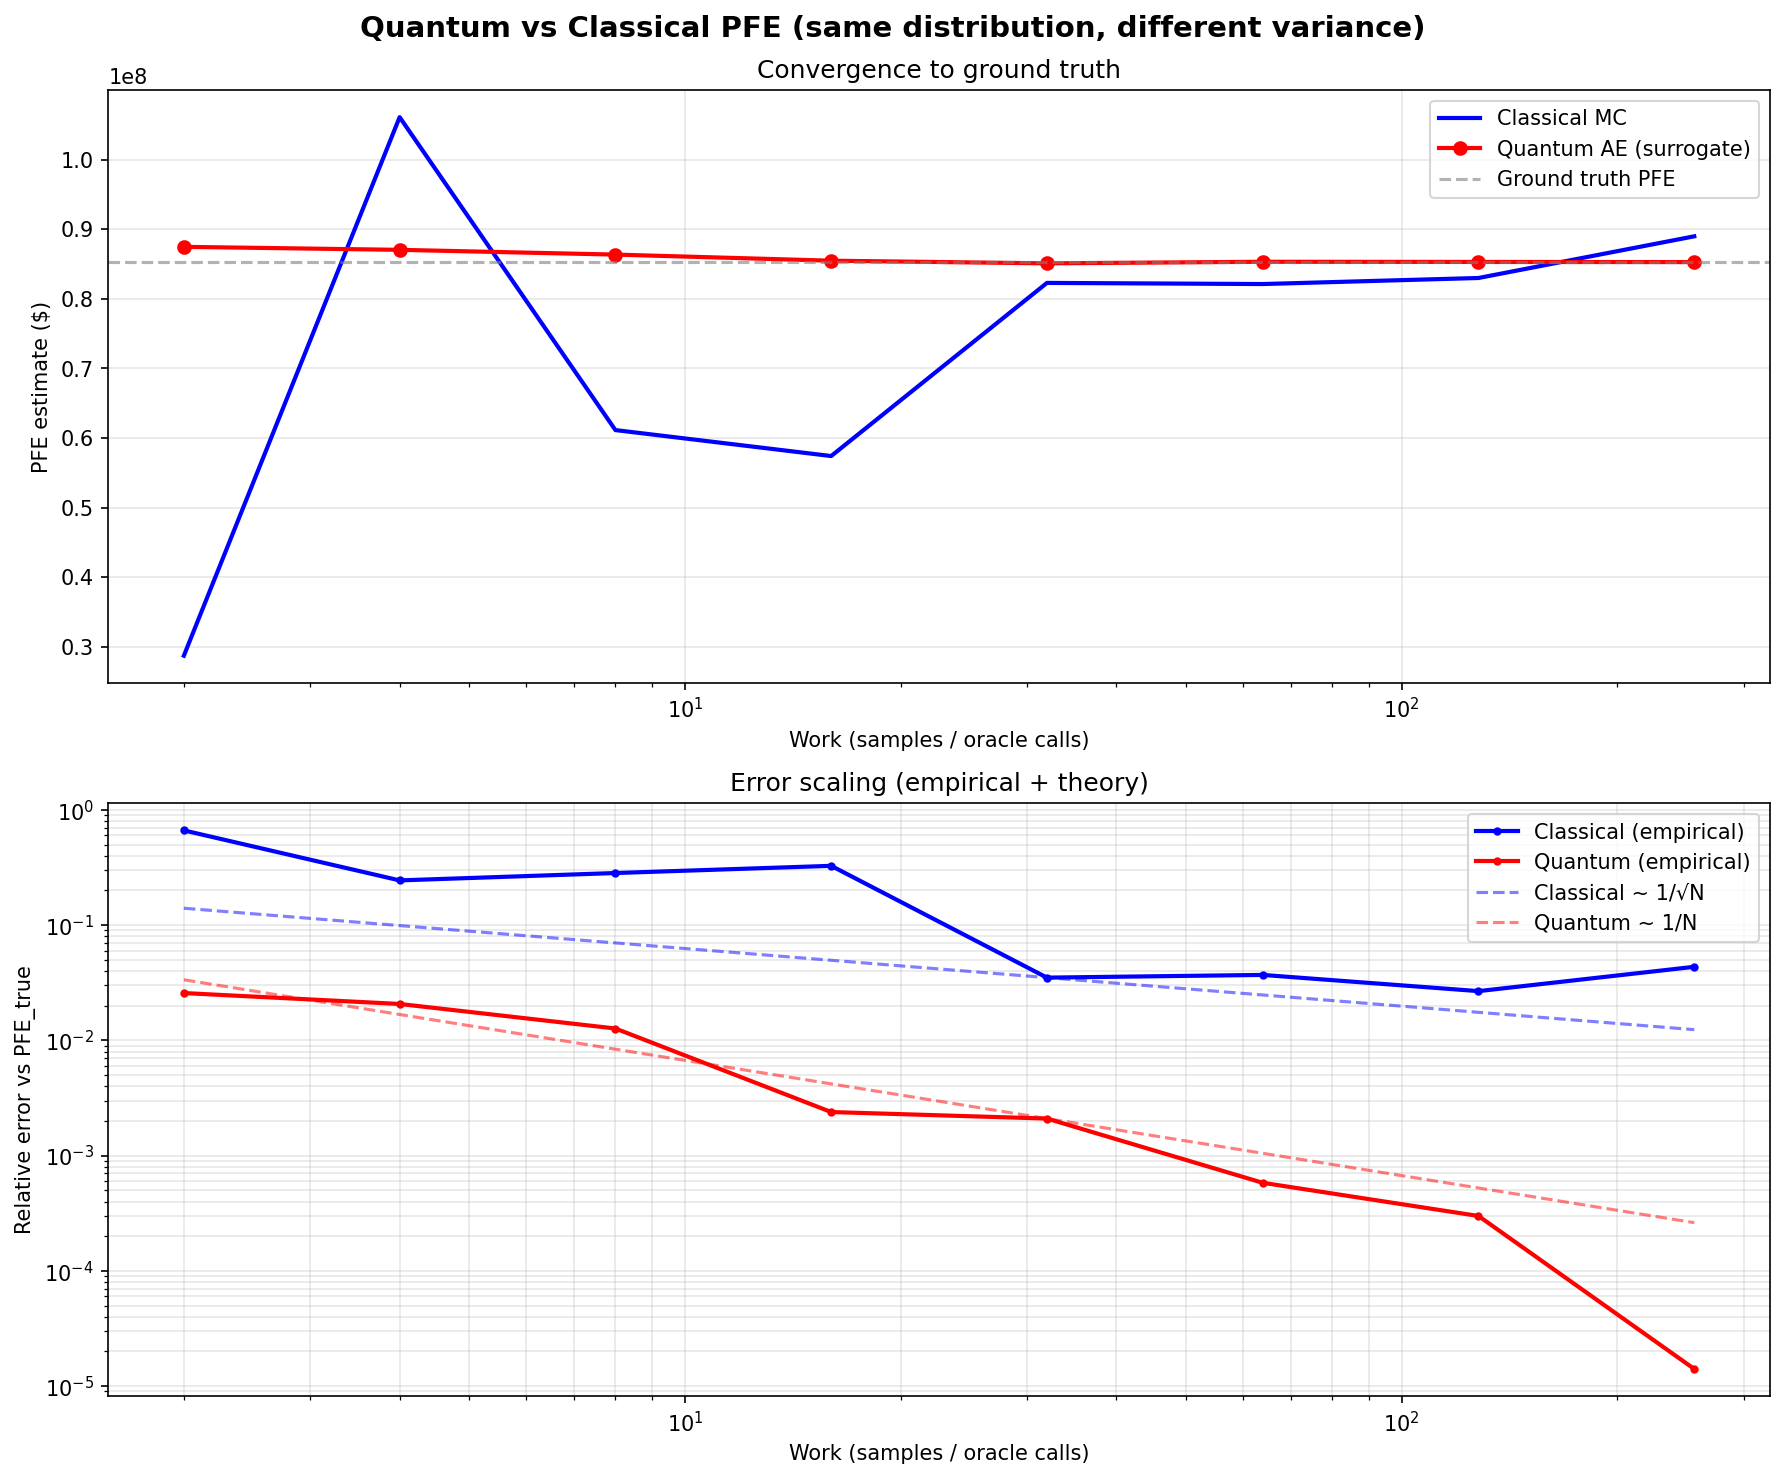 Quantum vs Classical PFE (same distribution, different variance)
Convergence to ground truth
1e8
Classical MC
Quantum AE (surrogate)
Ground truth PFE
1.0
0.9
0.8
0.7
0.6
0.5
0.4
0.3
PFE estimate ($)
10¹
10²
Work (samples / oracle calls)
Error scaling (empirical + theory)
Classical (empirical)
Quantum (empirical)
Classical ~ 1/√N
Quantum ~ 1/N
10⁰
10⁻¹
10⁻²
10⁻³
10⁻⁴
10⁻⁵
Relative error vs PFE_true
10¹
10²
Work (samples / oracle calls)